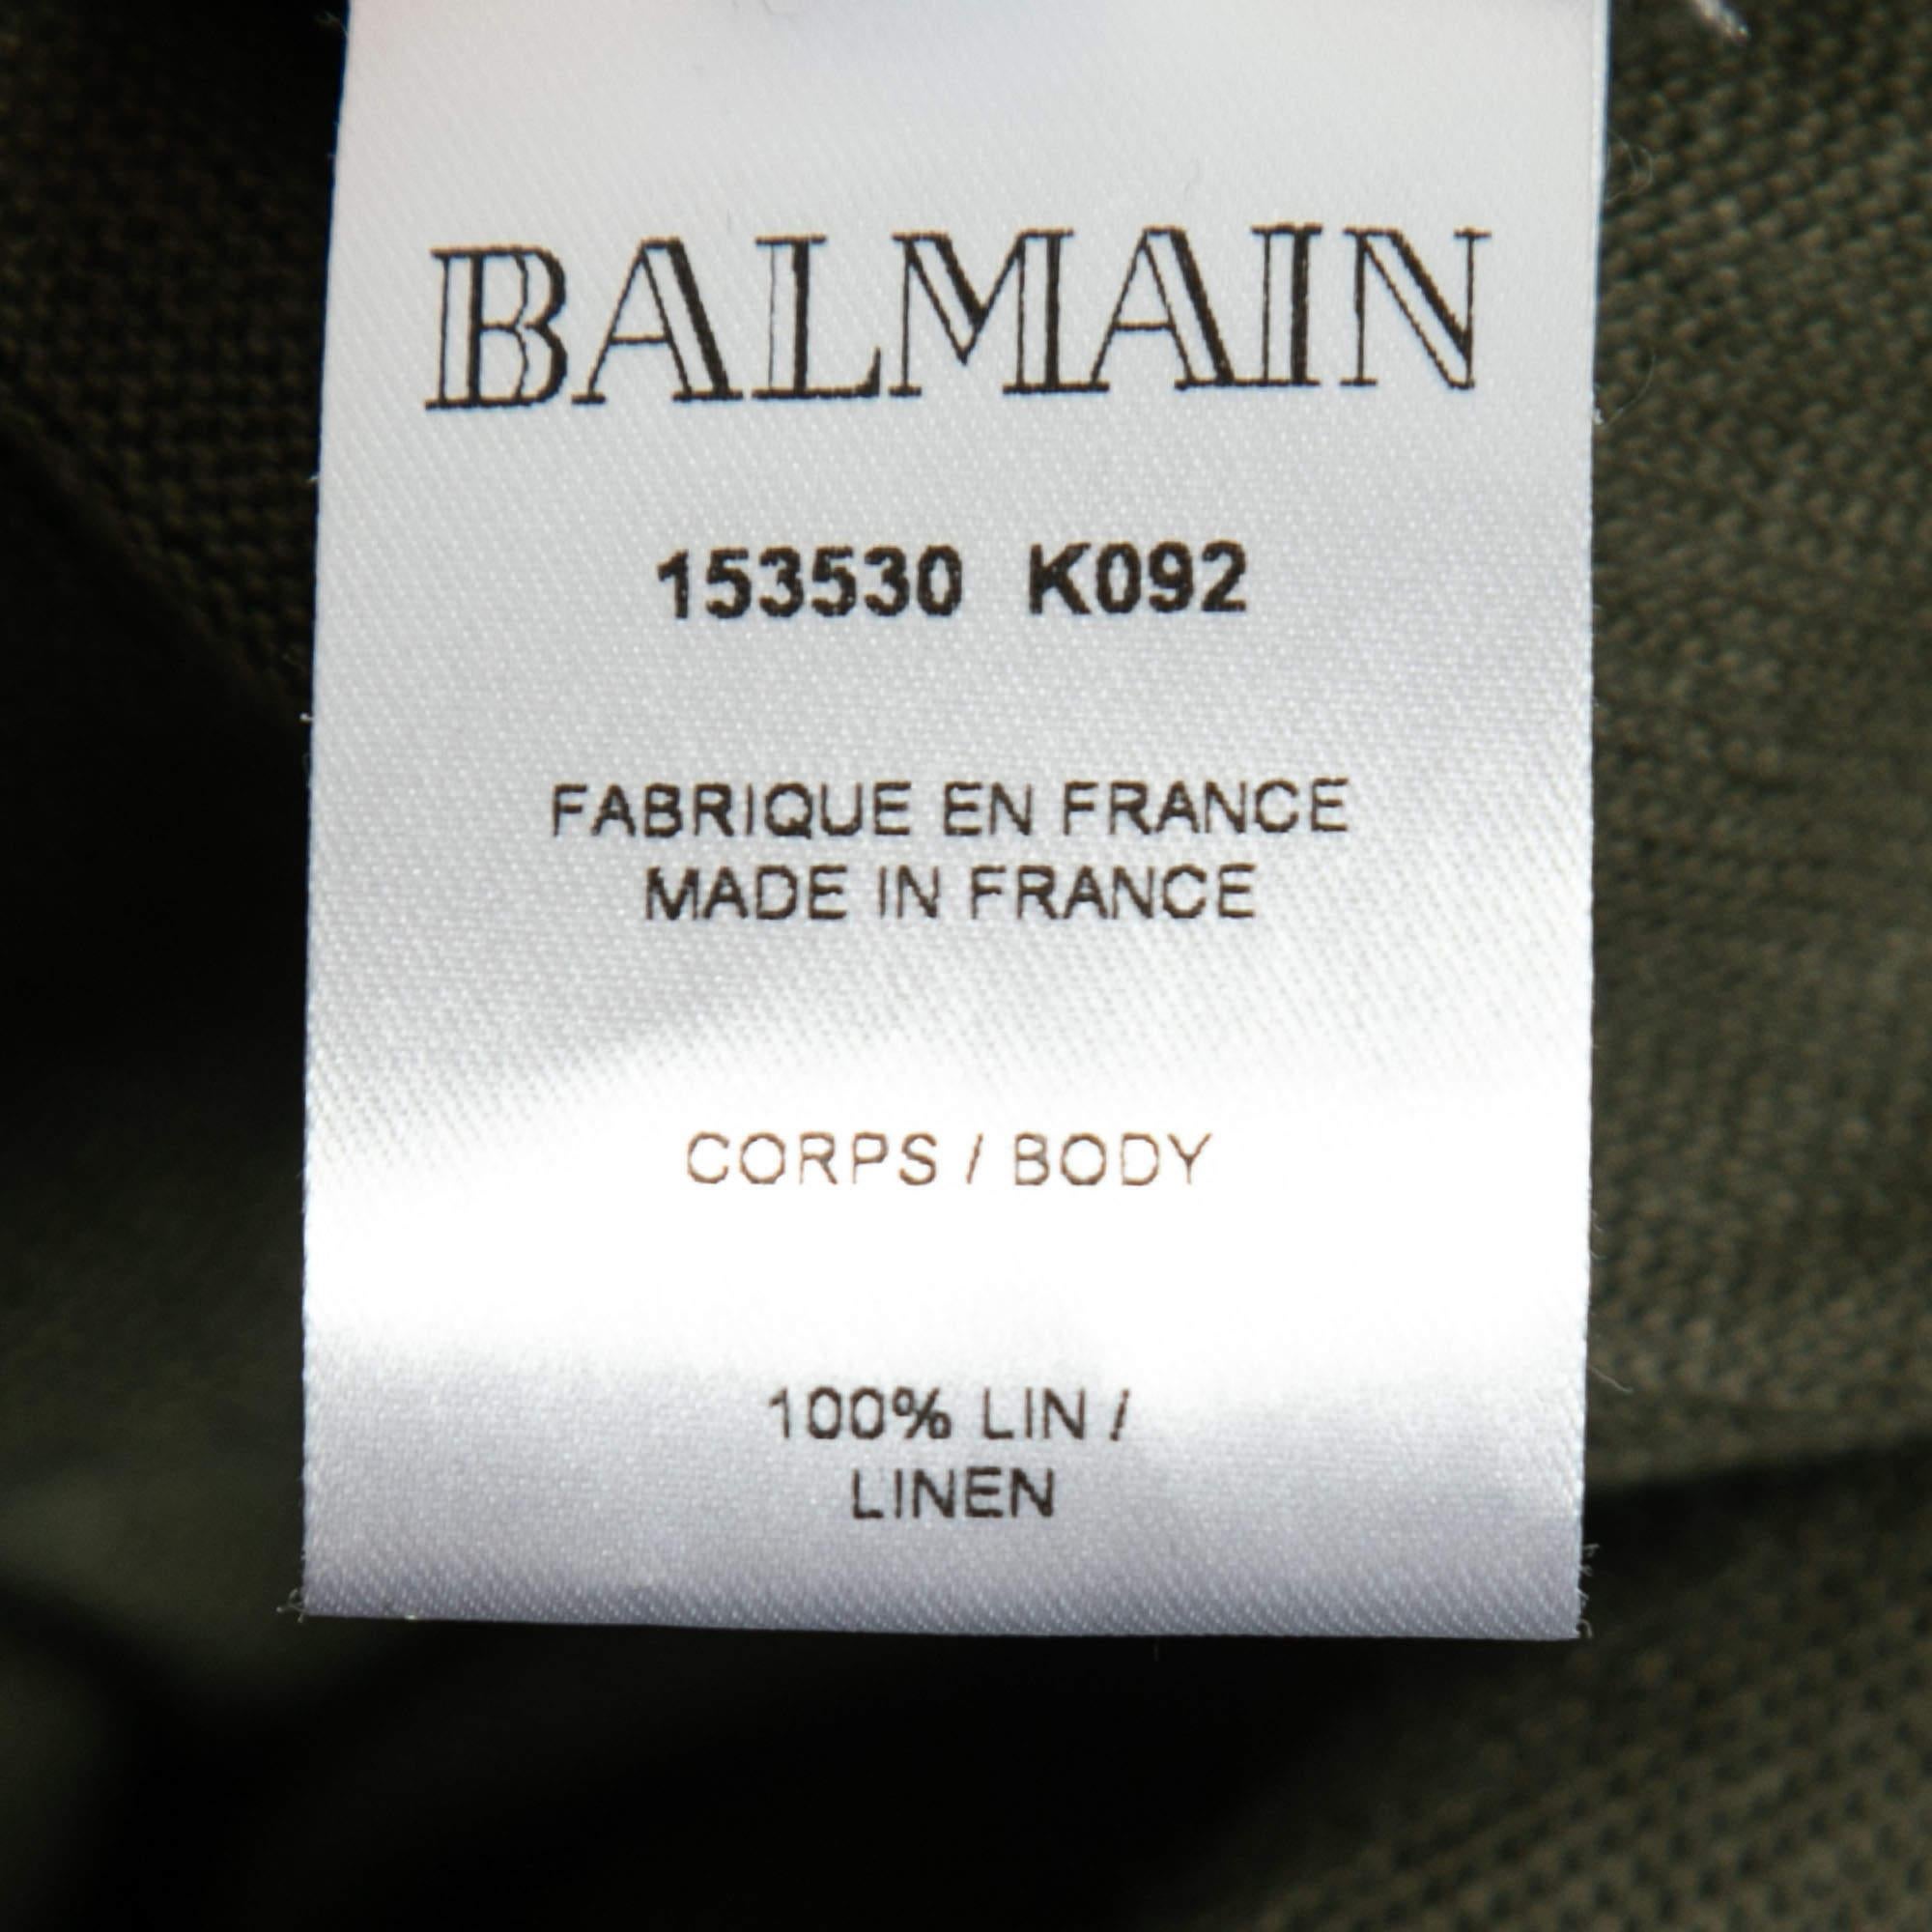 BALMAIN
153530 K092
FABRIQUE EN FRANCE
MADE IN FRANCE
CORPS / BODY
100% LIN /
LINEN